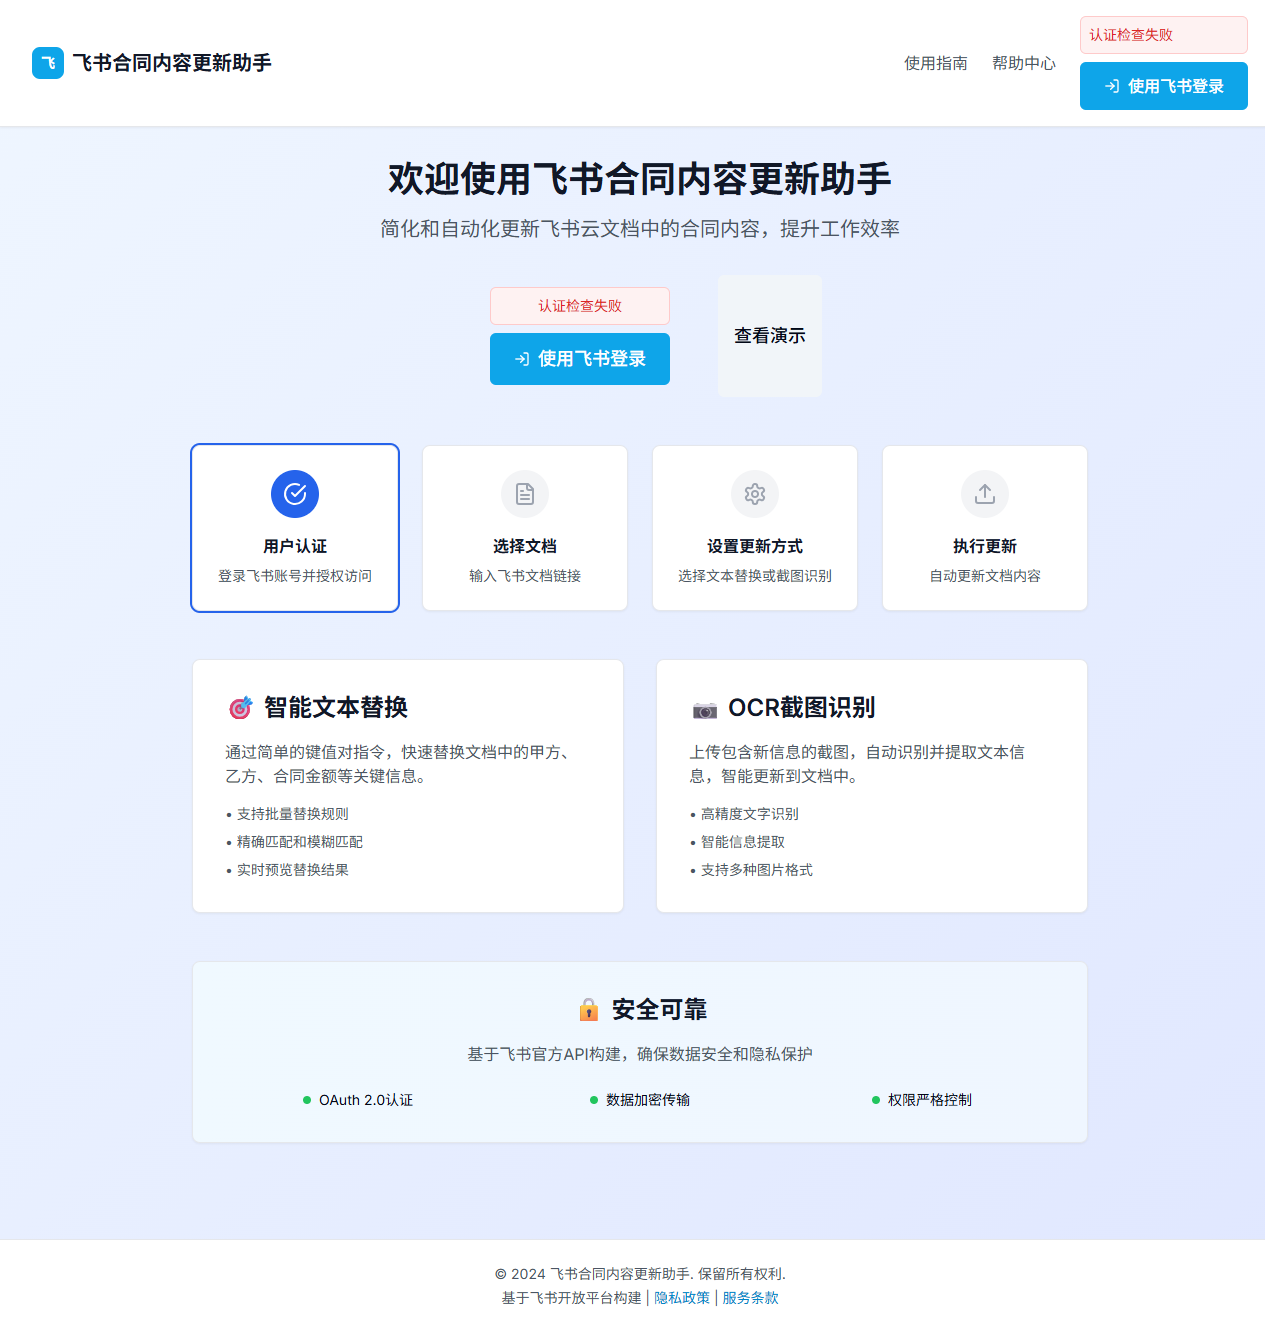 飞 飞书合同内容更新助手
使用指南 帮助中心
认证检查失败
使用飞书登录
欢迎使用飞书合同内容更新助手
简化和自动化更新飞书云文档中的合同内容，提升工作效率
认证检查失败
使用飞书登录
查看演示
用户认证
登录飞书账号并授权访问
选择文档
输入飞书文档链接
设置更新方式
选择文本替换或截图识别
执行更新
自动更新文档内容
智能文本替换
通过简单的键值对指令，快速替换文档中的甲方、
乙方、合同金额等关键信息。
• 支持批量替换规则
• 精确匹配和模糊匹配
• 实时预览替换结果
OCR截图识别
上传包含新信息的截图，自动识别并提取文本信
息，智能更新到文档中。
• 高精度文字识别
• 智能信息提取
• 支持多种图片格式
安全可靠
基于飞书官方API构建，确保数据安全和隐私保护
OAuth 2.0认证
数据加密传输
权限严格控制
© 2024 飞书合同内容更新助手. 保留所有权利.
基于飞书开放平台构建 | 隐私政策 | 服务条款